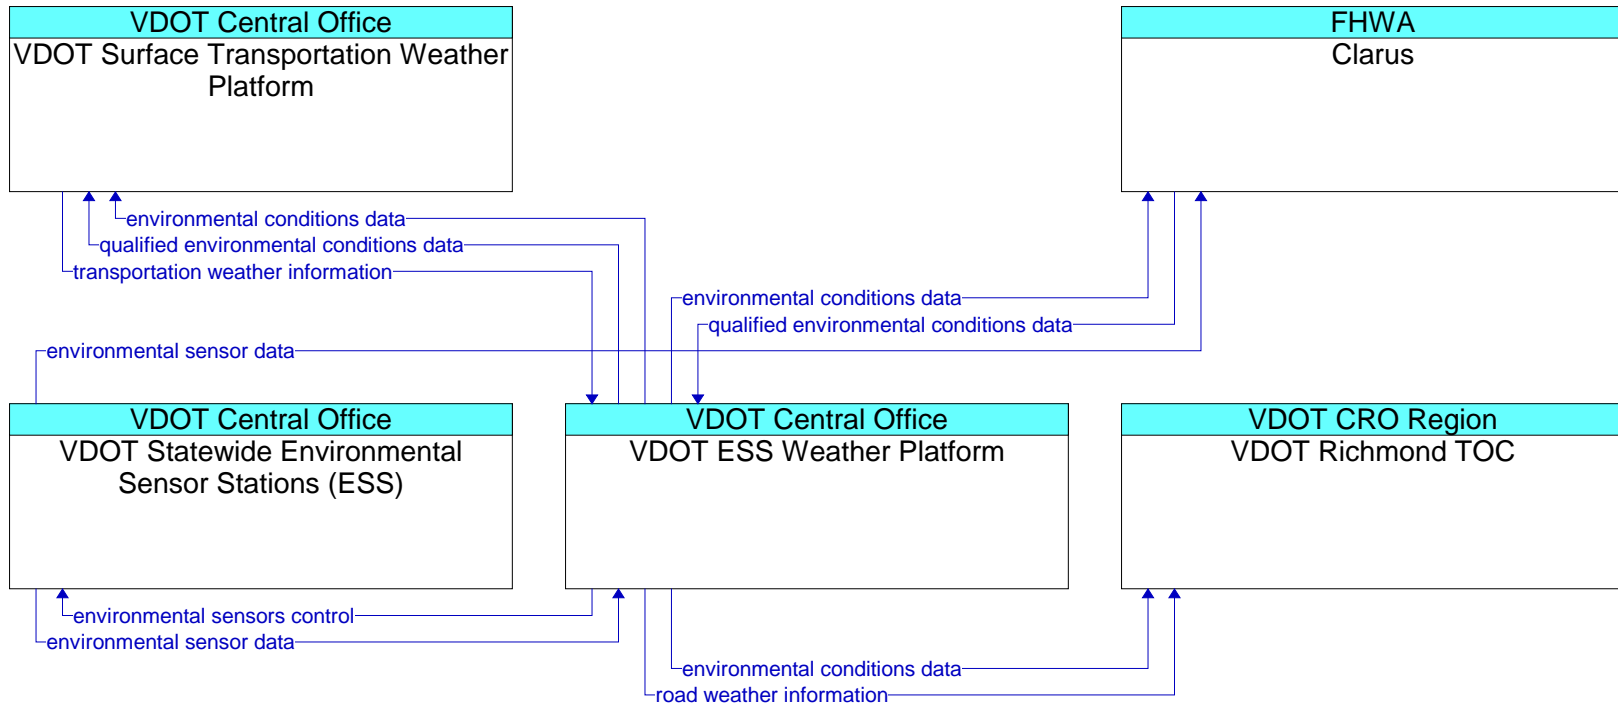 VDOT Central Office
VDOT Surface Transportation Weather
Platform
FHWA
Clarus
environmental conditions data
qualified environmental conditions data
transportation weather information
environmental conditions data
qualified environmental conditions data
environmental sensor data
VDOT Central Office
VDOT Statewide Environmental
Sensor Stations (ESS)
VDOT Central Office
VDOT ESS Weather Platform
VDOT CRO Region
VDOT Richmond TOC
environmental sensors control
environmental sensor data
environmental conditions data
road weather information